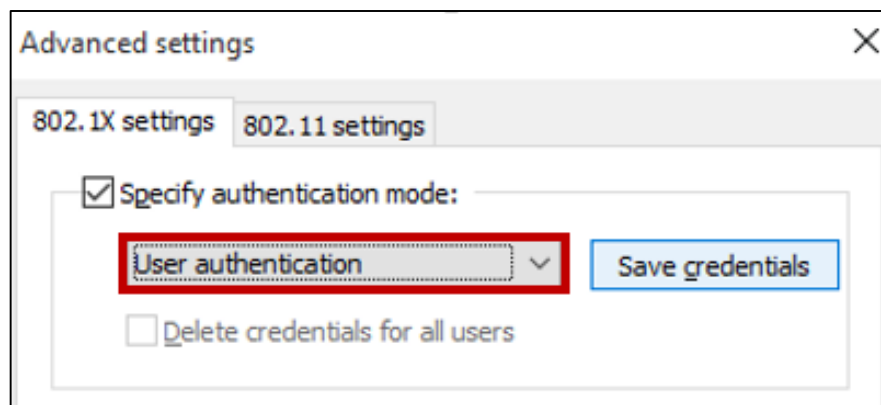 Advanced settings
802.1X settings 802.11 settings
Specify authentication mode:
User authentication Save credentials
Delete credentials for all users